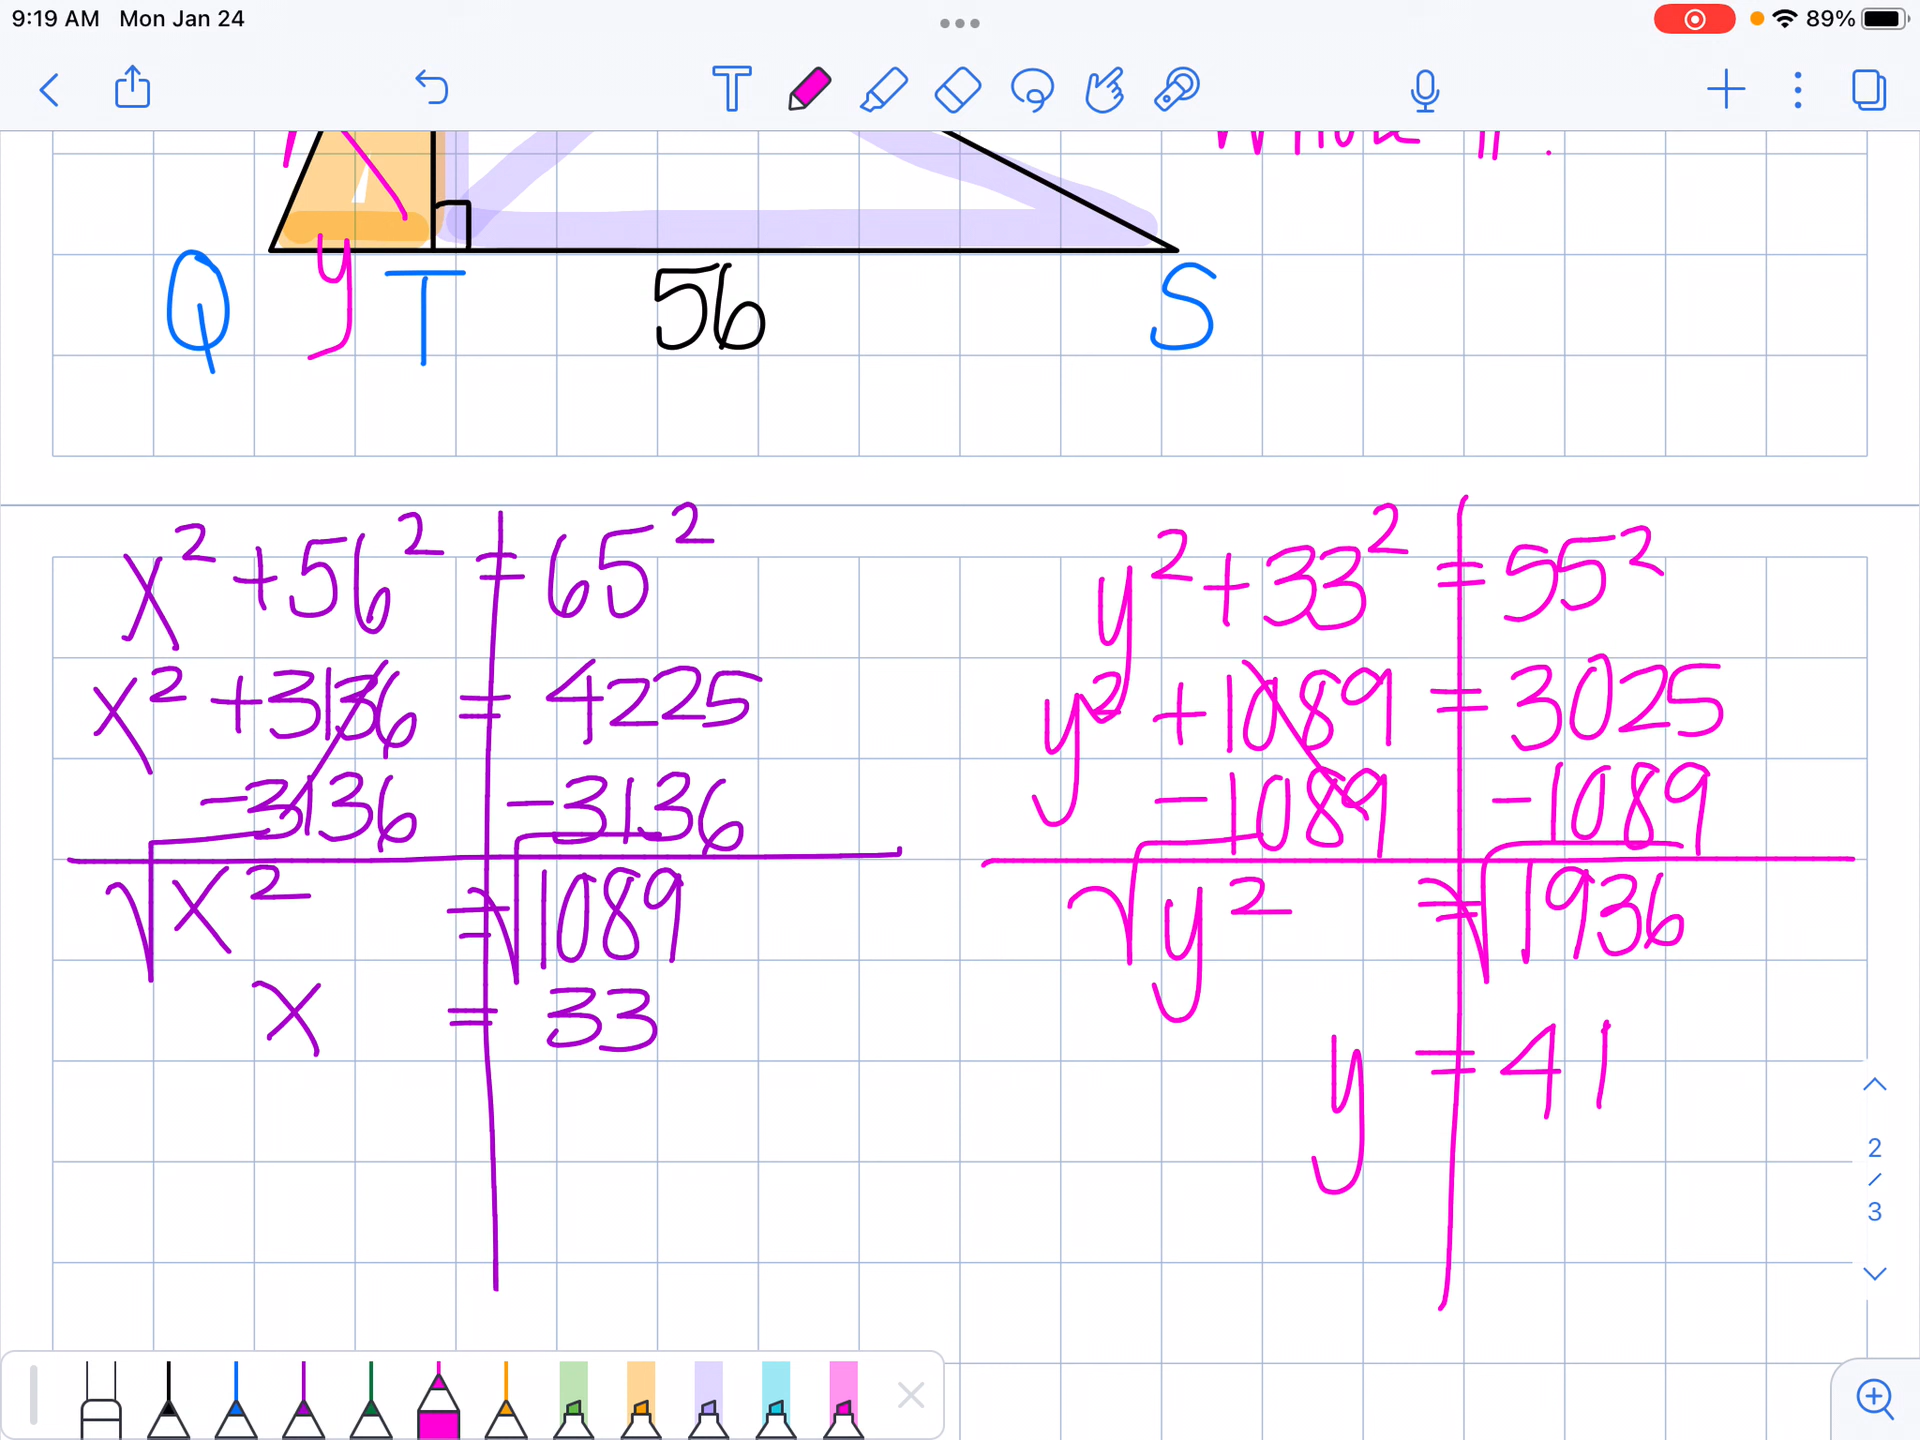 9:19 AM Mon Jan 24
89%
T
Q y T 56 S
x² + 56² = 65²
x² + 3136 = 4225
-3136 -3136
√x² = √1089
x = 33
y² + 33² = 55²
y² + 1089 = 3025
-1089 -1089
√y² = √1936
y = 41
2
/
3